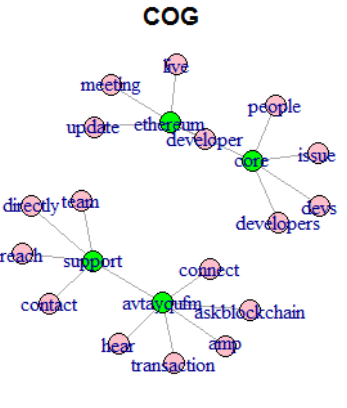 COG
live
meeting
people
update
ethereum
developer
core
issue
directly
team
devs
developers
reach
support
connect
contact
avtayqufm
askblockchain
hear
amp
transaction